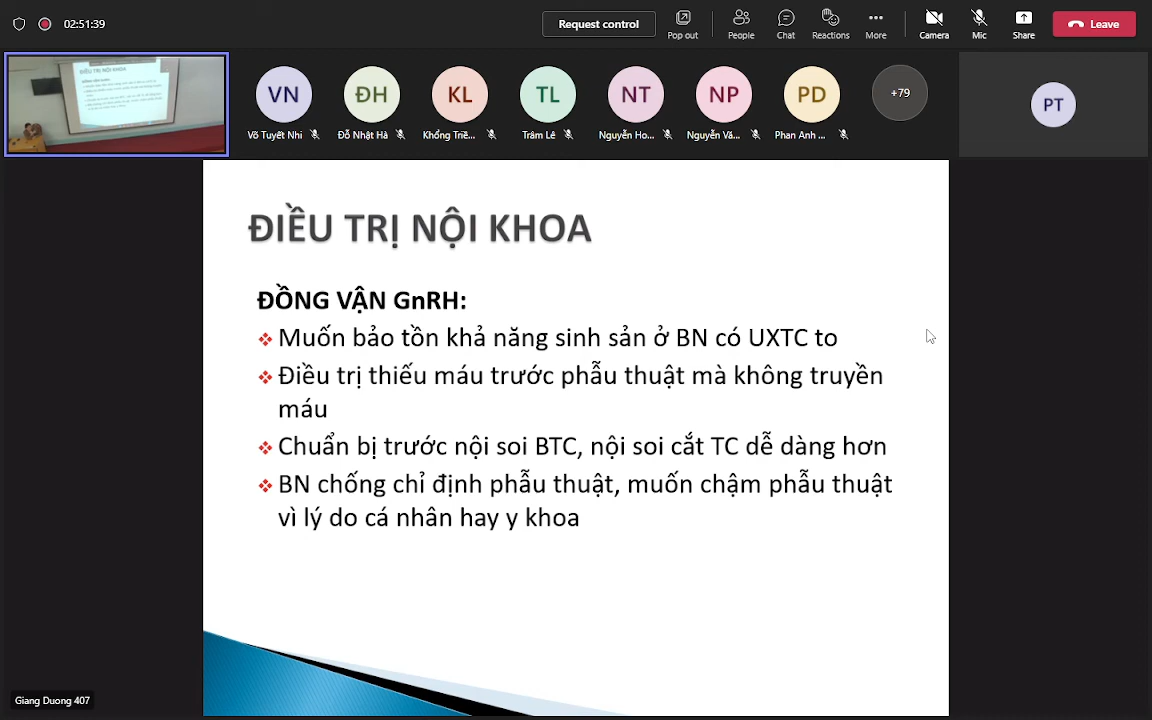 02:51:39
Request control
Pop out
People
Chat
Reactions
More
Camera
Mic
Share
Leave
ĐIỀU TRỊ NỘI KHOA
VN
ĐH
KL
TL
NT
NP
PD
+79
PT
Võ Tuyết Nhi
Đỗ Nhật Hà
Khổng Triề...
Trâm Lê
Nguyễn Ho...
Nguyễn Vă...
Phan Anh ...
ĐIỀU TRỊ NỘI KHOA
ĐỒNG VẬN GnRH:
Muốn bảo tồn khả năng sinh sản ở BN có UXTC to
Điều trị thiếu máu trước phẫu thuật mà không truyền
máu
Chuẩn bị trước nội soi BTC, nội soi cắt TC dễ dàng hơn
BN chống chỉ định phẫu thuật, muốn chậm phẫu thuật
vì lý do cá nhân hay y khoa
Giang Duong 407